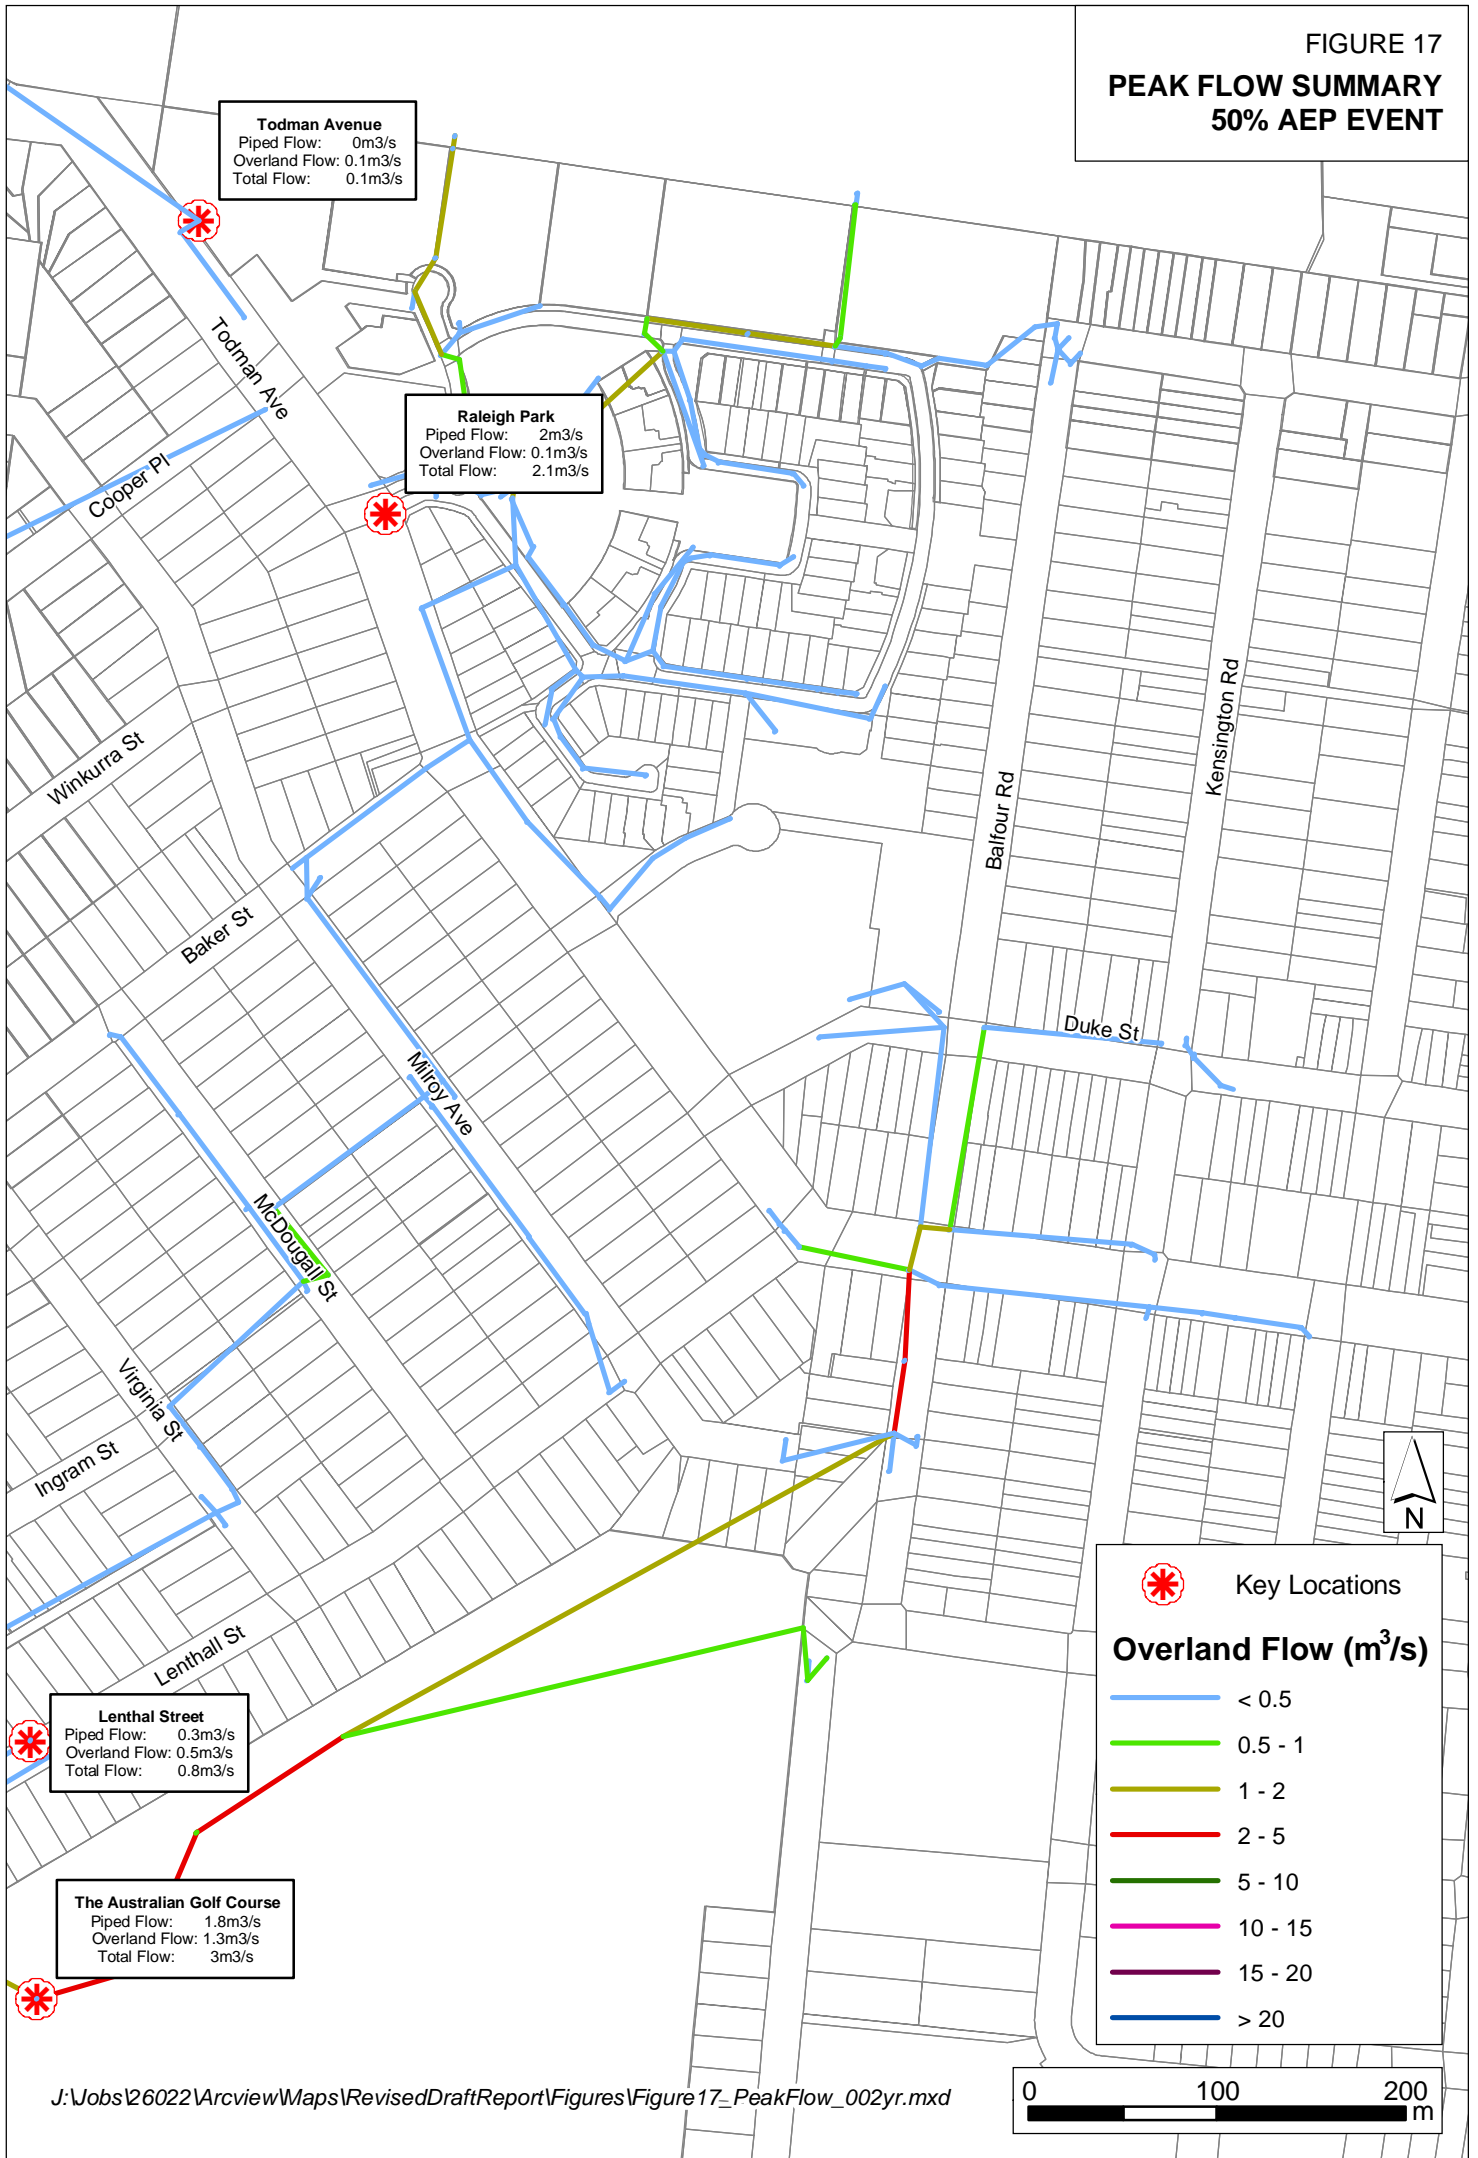 FIGURE 17
PEAK FLOW SUMMARY
50% AEP EVENT
Todman Avenue
Piped Flow: 0m3/s
Overland Flow: 0.1m3/s
Total Flow: 0.1m3/s
Todman Ave
Raleigh Park
Piped Flow: 2m3/s
Overland Flow: 0.1m3/s
Total Flow: 2.1m3/s
Cooper Pl
Winkurra St
Kensington Rd
Balfour Rd
Baker St
Duke St
Milroy Ave
McDougall St
Virginia St
Ingram St
N
Lenthall St
Lenthal Street
Piped Flow: 0.3m3/s
Overland Flow: 0.5m3/s
Total Flow: 0.8m3/s
The Australian Golf Course
Piped Flow: 1.8m3/s
Overland Flow: 1.3m3/s
Total Flow: 3m3/s
Key Locations
Overland Flow (m³/s)
< 0.5
0.5 - 1
1 - 2
2 - 5
5 - 10
10 - 15
15 - 20
> 20
0 100 200
m
J:\Jobs\26022\Arcview\Maps\RevisedDraftReport\Figures\Figure17_PeakFlow_002yr.mxd